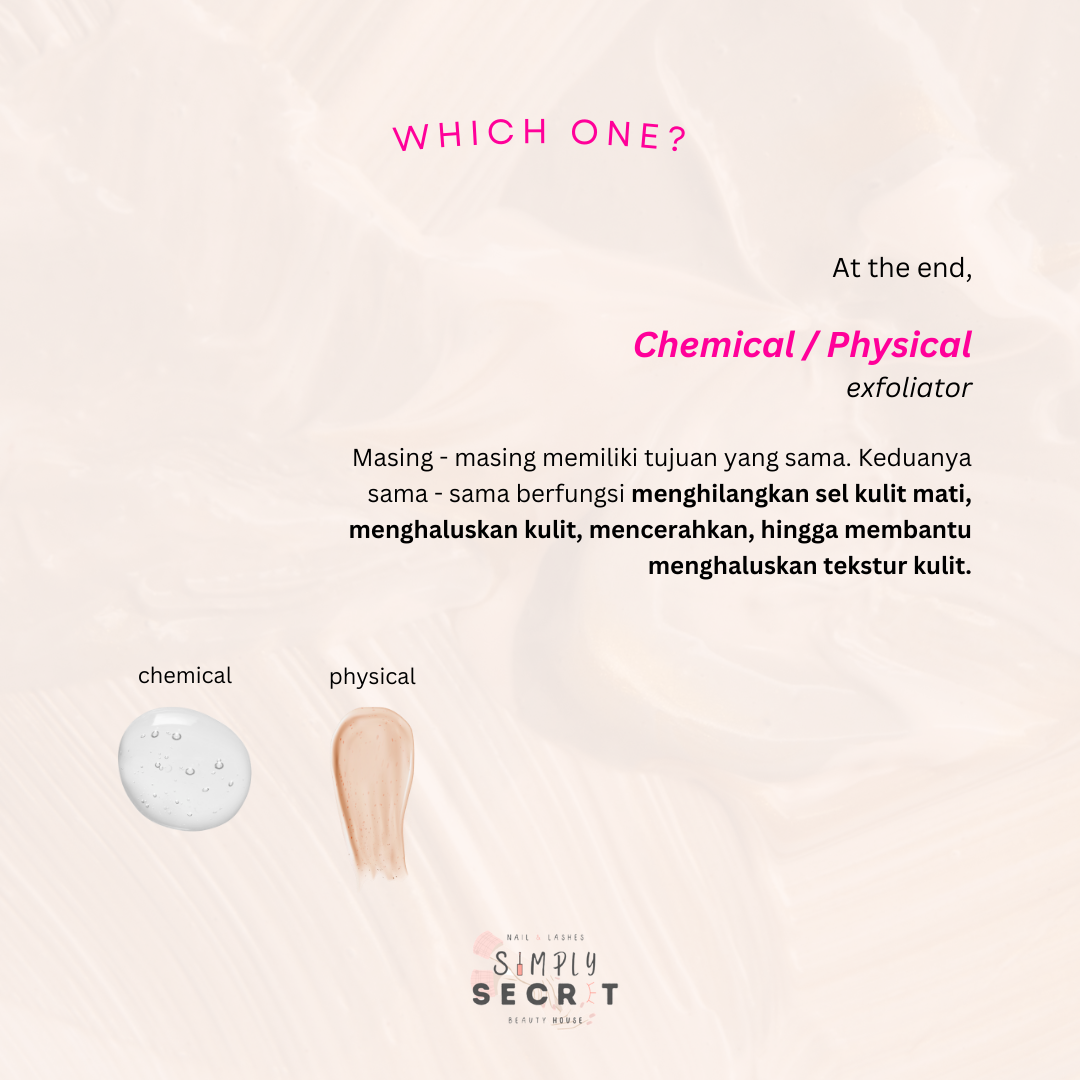 WHICH ONE?
At the end,
Chemical / Physical
exfoliator
Masing - masing memiliki tujuan yang sama. Keduanya
sama - sama berfungsi menghilangkan sel kulit mati,
menghaluskan kulit, mencerahkan, hingga membantu
menghaluskan tekstur kulit.
chemical
physical
NAIL & LASHES
SIMPLY
SECRET
BEAUTY HOUSE